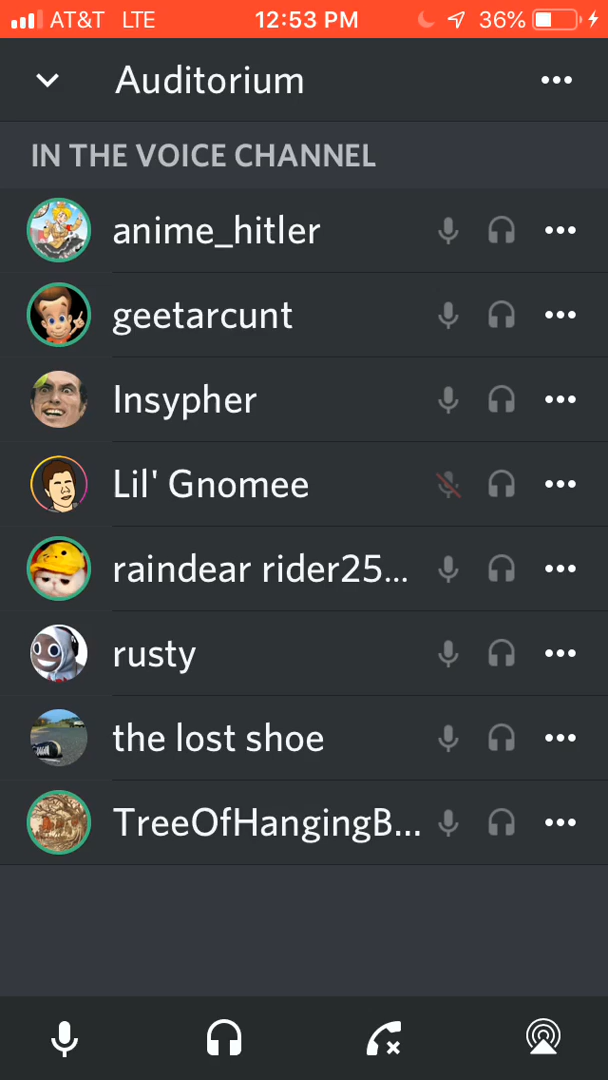 AT&T LTE 12:53 PM 36%
Auditorium
IN THE VOICE CHANNEL
anime_hitler
geetarcunt
Insypher
Lil' Gnomee
raindear rider25...
rusty
the lost shoe
TreeOfHangingB...